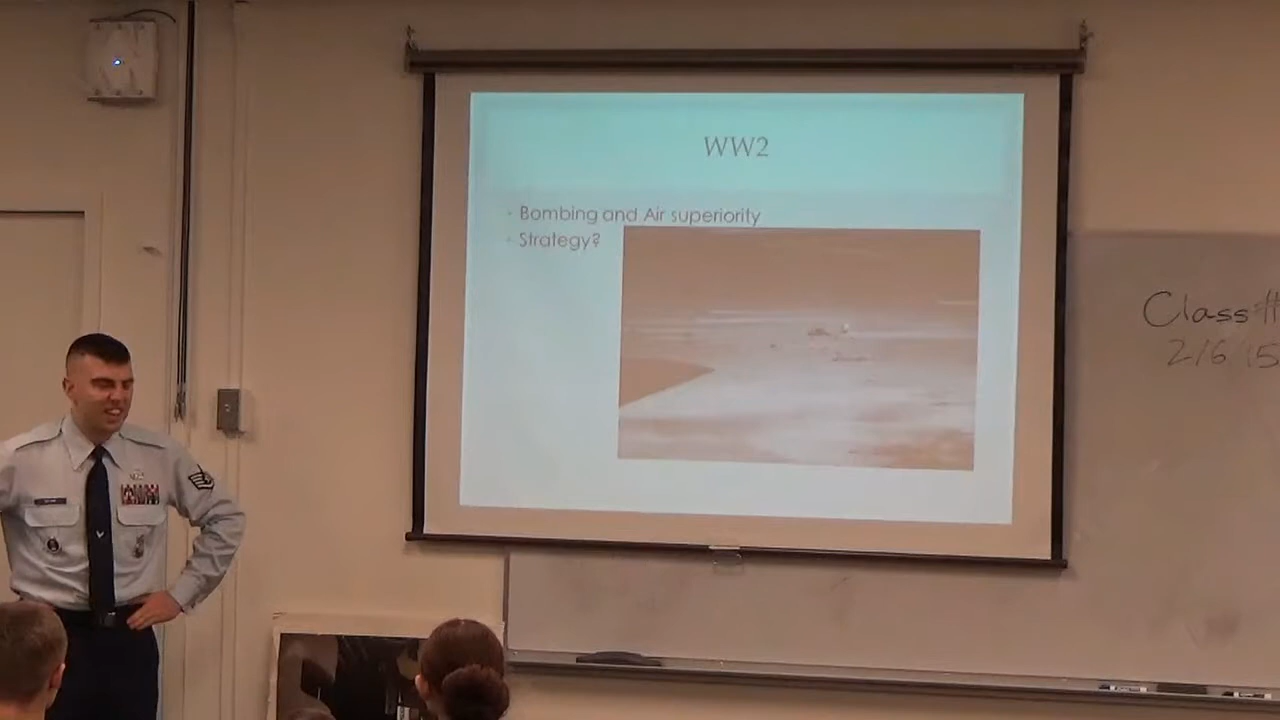 WW2
• Bombing and Air superiority
• Strategy?
Class #
2/6/15